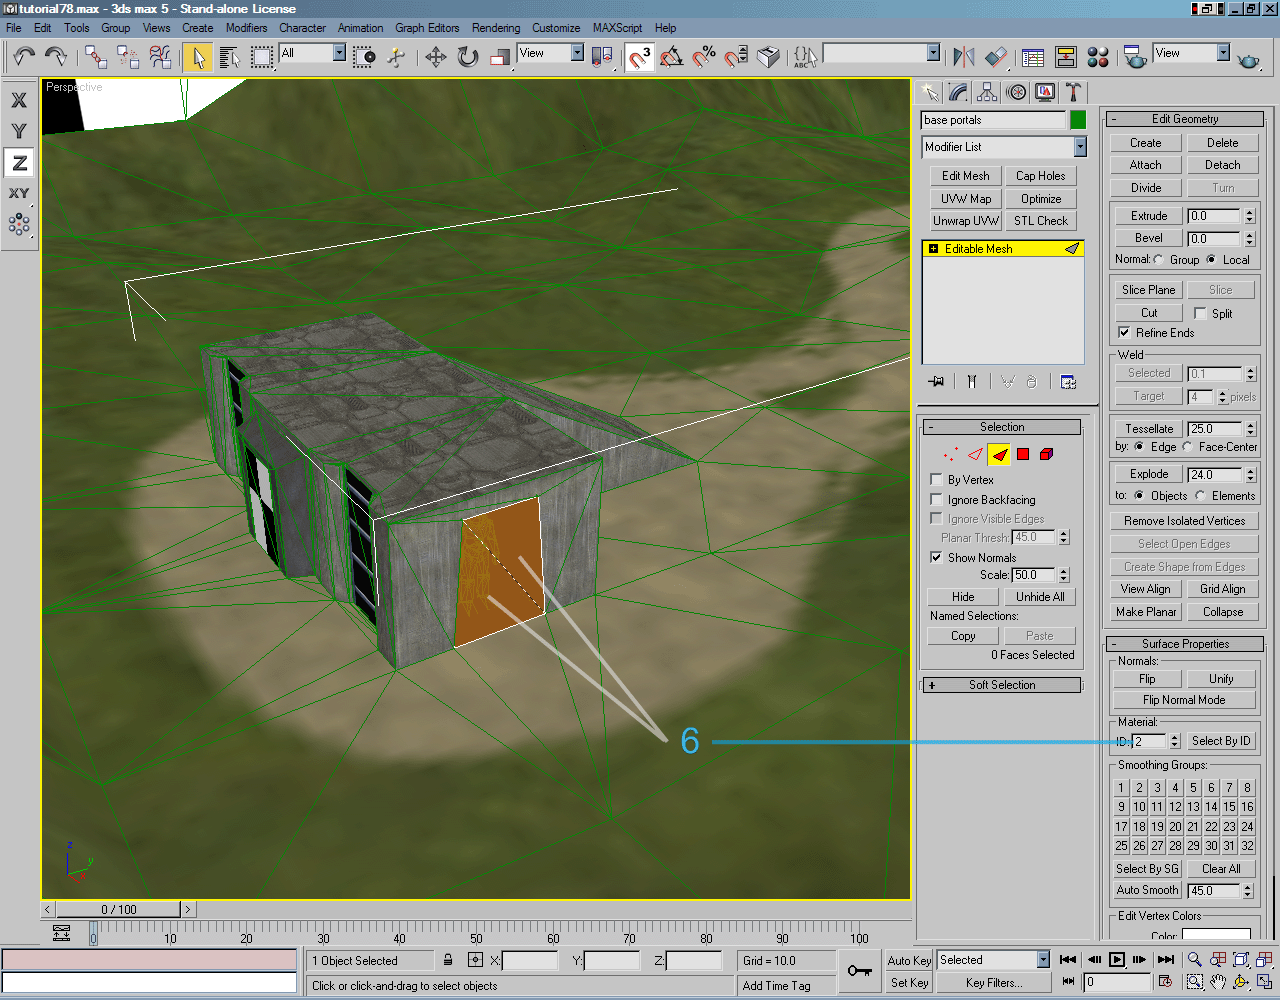 tutorial78.max - 3ds max 5 - Stand-alone License
File Edit Tools Group Views Create Modifiers Character Animation Graph Editors Rendering Customize MAXScript Help
All
View
3
%
{}
ABC
View
X
Y
Z
XY
Perspective
z
y
base portals
Modifier List
Edit Mesh Cap Holes
UVW Map Optimize
Unwrap UVW STL Check
Editable Mesh
- Selection
By Vertex
Ignore Backfacing
Ignore Visible Edges
Planar Thresh: 45.0
Show Normals
Scale: 50.0
Hide Unhide All
Named Selections:
Copy Paste
0 Faces Selected
+ Soft Selection
- Edit Geometry
Create Delete
Attach Detach
Divide Turn
Extrude 0.0
Bevel 0.0
Normal: Group Local
Slice Plane Slice
Cut Split
Refine Ends
Weld
Selected 0.1
Target 4 pixels
Tessellate 25.0
by: Edge Face-Center
Explode 24.0
to: Objects Elements
Remove Isolated Vertices
Select Open Edges
Create Shape from Edges
View Align Grid Align
Make Planar Collapse
- Surface Properties
Normals:
Flip Unify
Flip Normal Mode
Material:
ID: 2 Select By ID
6
Smoothing Groups:
1 2 3 4 5 6 7 8
9 10 11 12 13 14 15 16
17 18 19 20 21 22 23 24
25 26 27 28 29 30 31 32
Select By SG Clear All
Auto Smooth 45.0
Edit Vertex Colors
Color:
< 0 / 100 >
0 10 20 30 40 50 60 70 80 90 100
1 Object Selected X: Y: Z: Grid = 10.0
Auto Key Selected
Click or click-and-drag to select objects
Add Time Tag
Set Key Key Filters...
0